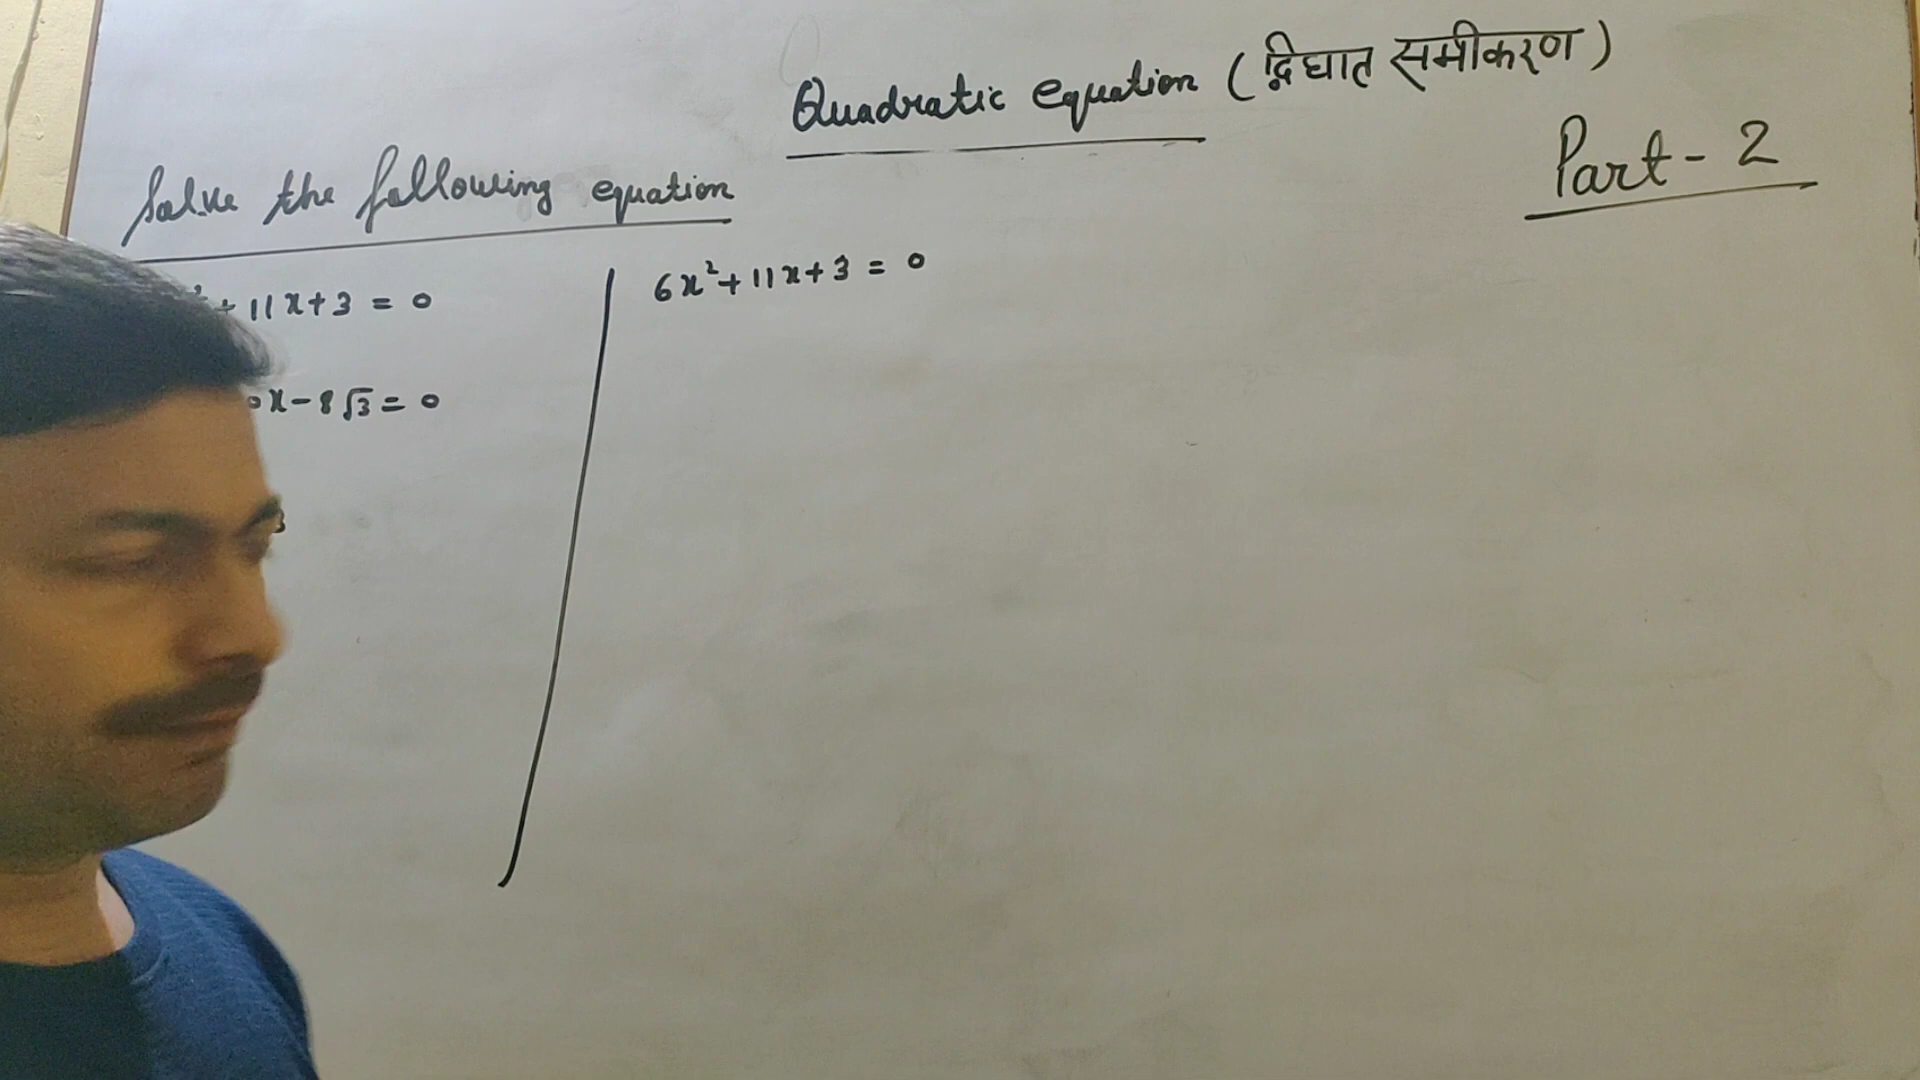 Quadratic equation (द्विघात समीकरण)
Part - 2
Solve the following equation
+ 11x + 3 = 0
x - 8√3 = 0
3
6x² + 11x + 3 = 0